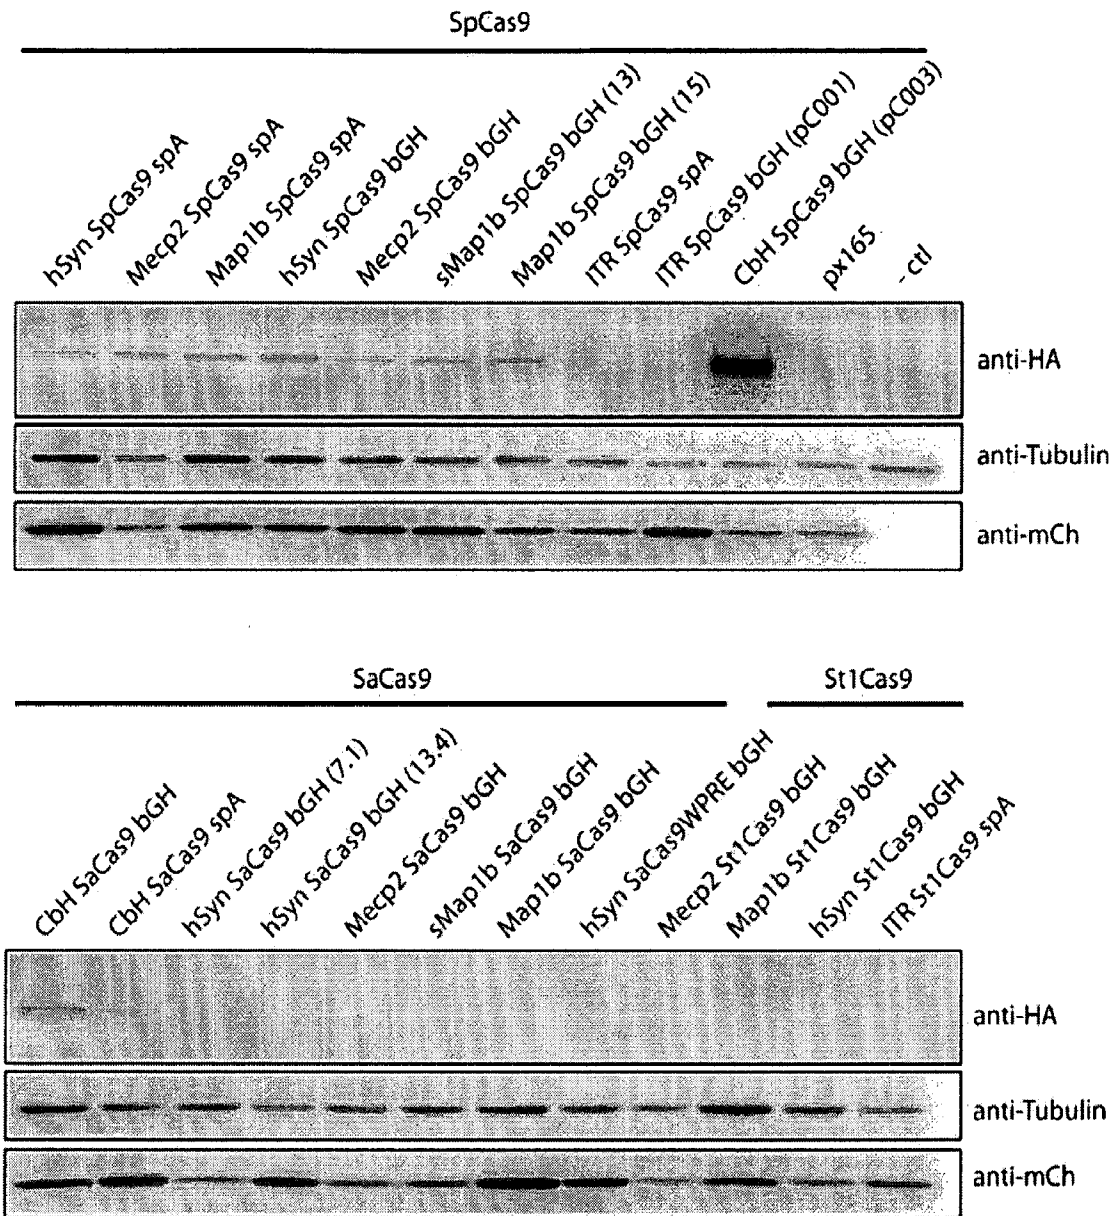 SpCas9
hSyn SpCas9 spA
Mecp2 SpCas9 spA
Map1b SpCas9 spA
hSyn SpCas9 bGH
Mecp2 SpCas9 bGH
sMap1b SpCas9 bGH (13)
Map1b SpCas9 bGH (15)
ITR SpCas9 spA
ITR SpCas9 bGH (pC001)
CbH SpCas9 bGH (pC003)
px165
- ctl
anti-HA
anti-Tubulin
anti-mCh
SaCas9
St1Cas9
CbH SaCas9 bGH
CbH SaCas9 spA
hSyn SaCas9 bGH (7.1)
hSyn SaCas9 bGH (13.4)
Mecp2 SaCas9 bGH
sMap1b SaCas9 bGH
Map1b SaCas9 bGH
hSyn SaCas9WPRE bGH
Mecp2 St1Cas9 bGH
Map1b St1Cas9 bGH
hSyn St1Cas9 bGH
ITR St1Cas9 spA
anti-HA
anti-Tubulin
anti-mCh